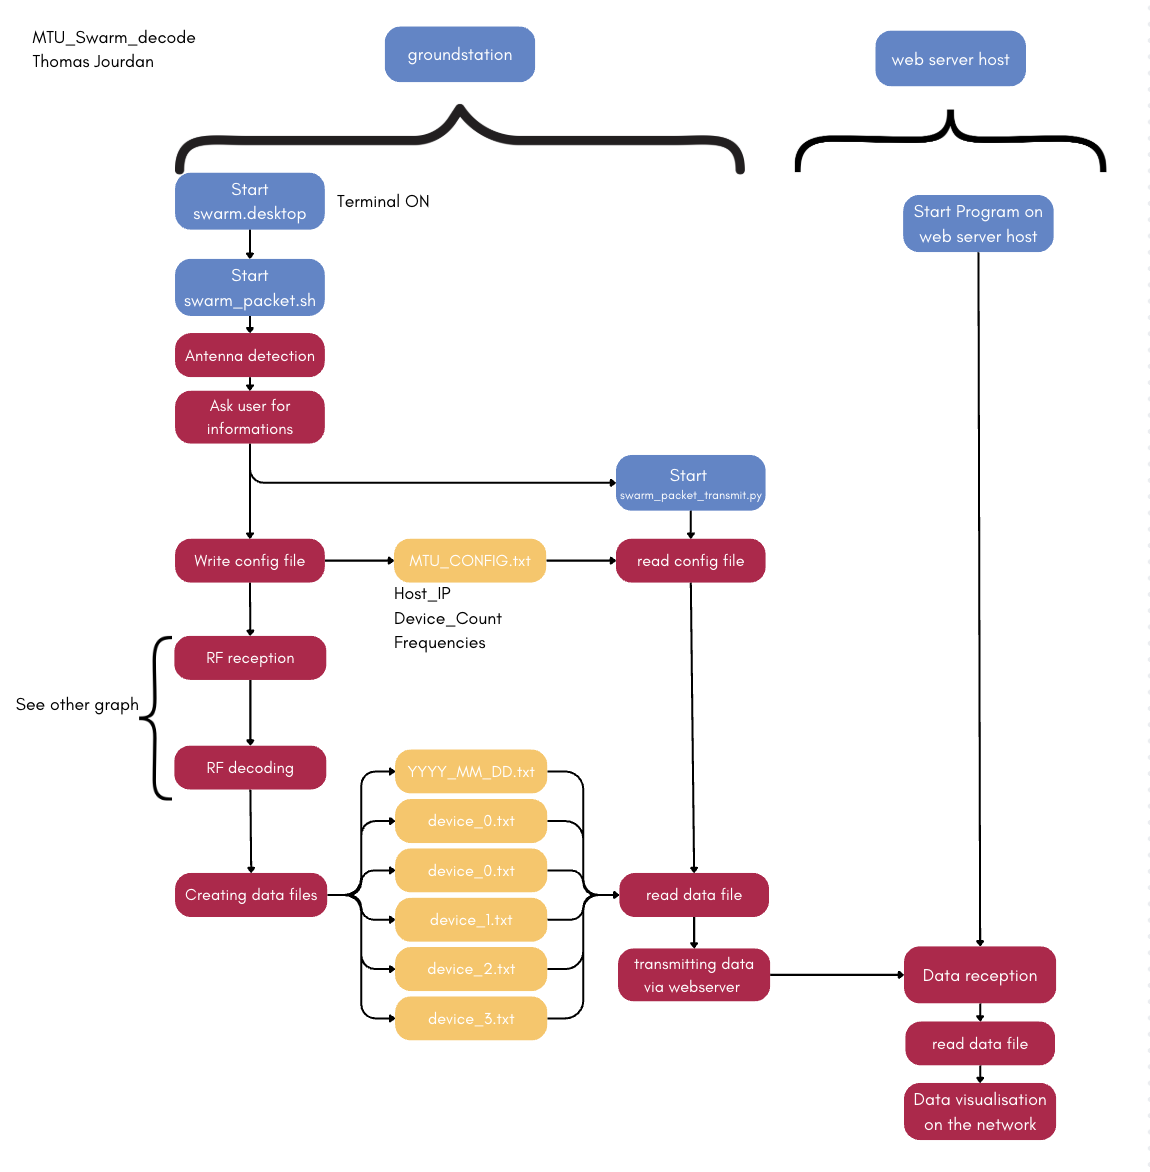 MTU_Swarm_decode
Thomas Jourdan
groundstation
web server host
Start
swarm.desktop
Terminal ON
Start Program on
web server host
Start
swarm_packet.sh
Antenna detection
Ask user for
informations
Start
swarm_packet_transmit.py
Write config file
MTU_CONFIG.txt
read config file
Host_IP
Device_Count
Frequencies
RF reception
See other graph
RF decoding
YYYY_MM_DD.txt
device_0.txt
device_0.txt
Creating data files
read data file
device_1.txt
device_2.txt
transmitting data
via webserver
Data reception
device_3.txt
read data file
Data visualisation
on the network